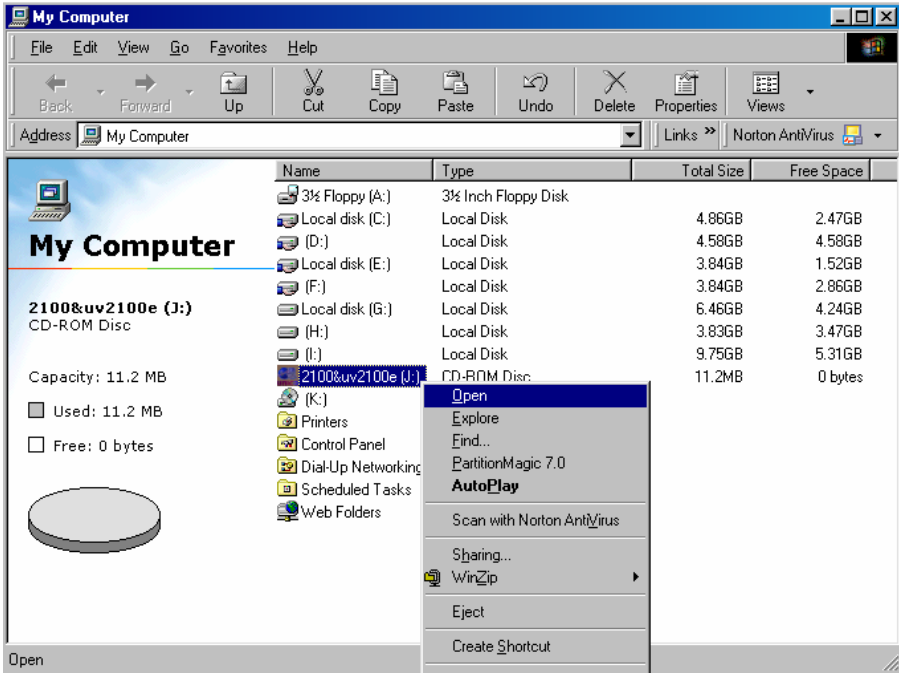 My Computer
File Edit View Go Favorites Help
Back Forward Up Cut Copy Paste Undo Delete Properties Views
Address My Computer Links » Norton AntiVirus
Name Type Total Size Free Space
3½ Floppy (A:) 3½ Inch Floppy Disk
Local disk (C:) Local Disk 4.86GB 2.47GB
(D:) Local Disk 4.58GB 4.58GB
Local disk (E:) Local Disk 3.84GB 1.52GB
(F:) Local Disk 3.84GB 2.86GB
Local disk (G:) Local Disk 6.46GB 4.24GB
(H:) Local Disk 3.83GB 3.47GB
(I:) Local Disk 9.75GB 5.31GB
2100&uv2100e (J:) CD-ROM Disc 11.2MB 0 bytes
(K:)
Printers
Control Panel
Dial-Up Networking
Scheduled Tasks
Web Folders
My Computer
2100&uv2100e (J:)
CD-ROM Disc
Capacity: 11.2 MB
Used: 11.2 MB
Free: 0 bytes
Open
Explore
Find...
PartitionMagic 7.0
AutoPlay
Scan with Norton AntiVirus
Sharing...
WinZip
Eject
Create Shortcut
Open